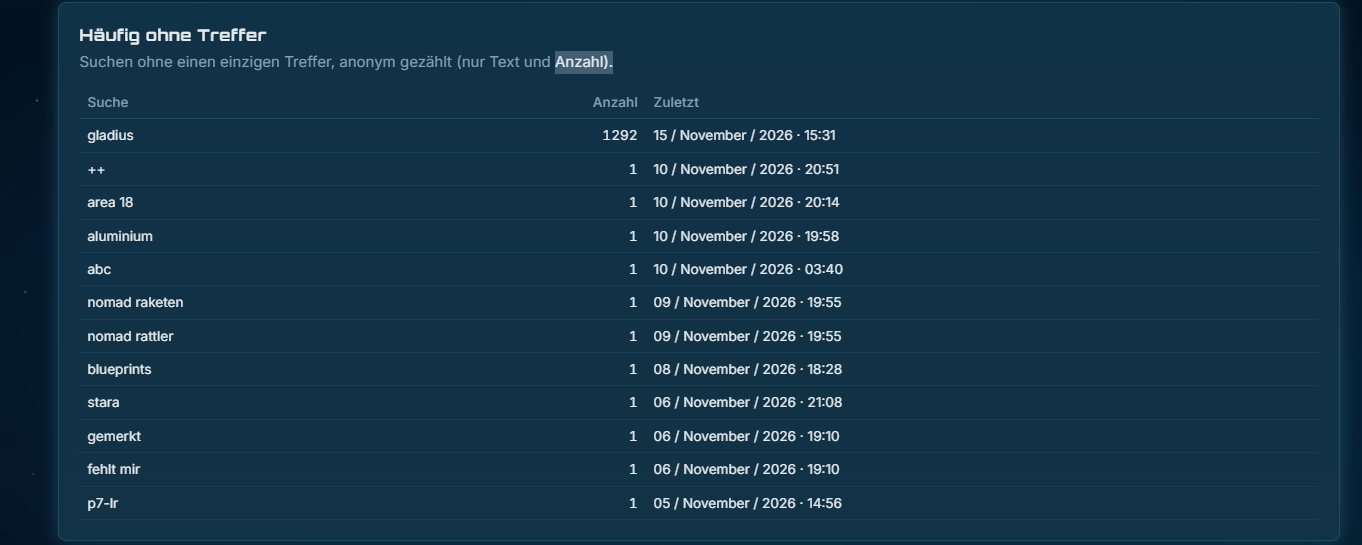 Häufig ohne Treffer
Suchen ohne einen einzigen Treffer, anonym gezählt (nur Text und Anzahl).
Suche Anzahl Zuletzt
gladius 1292 15 / November / 2026 · 15:31
++ 1 10 / November / 2026 · 20:51
area 18 1 10 / November / 2026 · 20:14
aluminium 1 10 / November / 2026 · 19:58
abc 1 10 / November / 2026 · 03:40
nomad raketen 1 09 / November / 2026 · 19:55
nomad rattler 1 09 / November / 2026 · 19:55
blueprints 1 08 / November / 2026 · 18:28
stara 1 06 / November / 2026 · 21:08
gemerkt 1 06 / November / 2026 · 19:10
fehlt mir 1 06 / November / 2026 · 19:10
p7-lr 1 05 / November / 2026 · 14:56